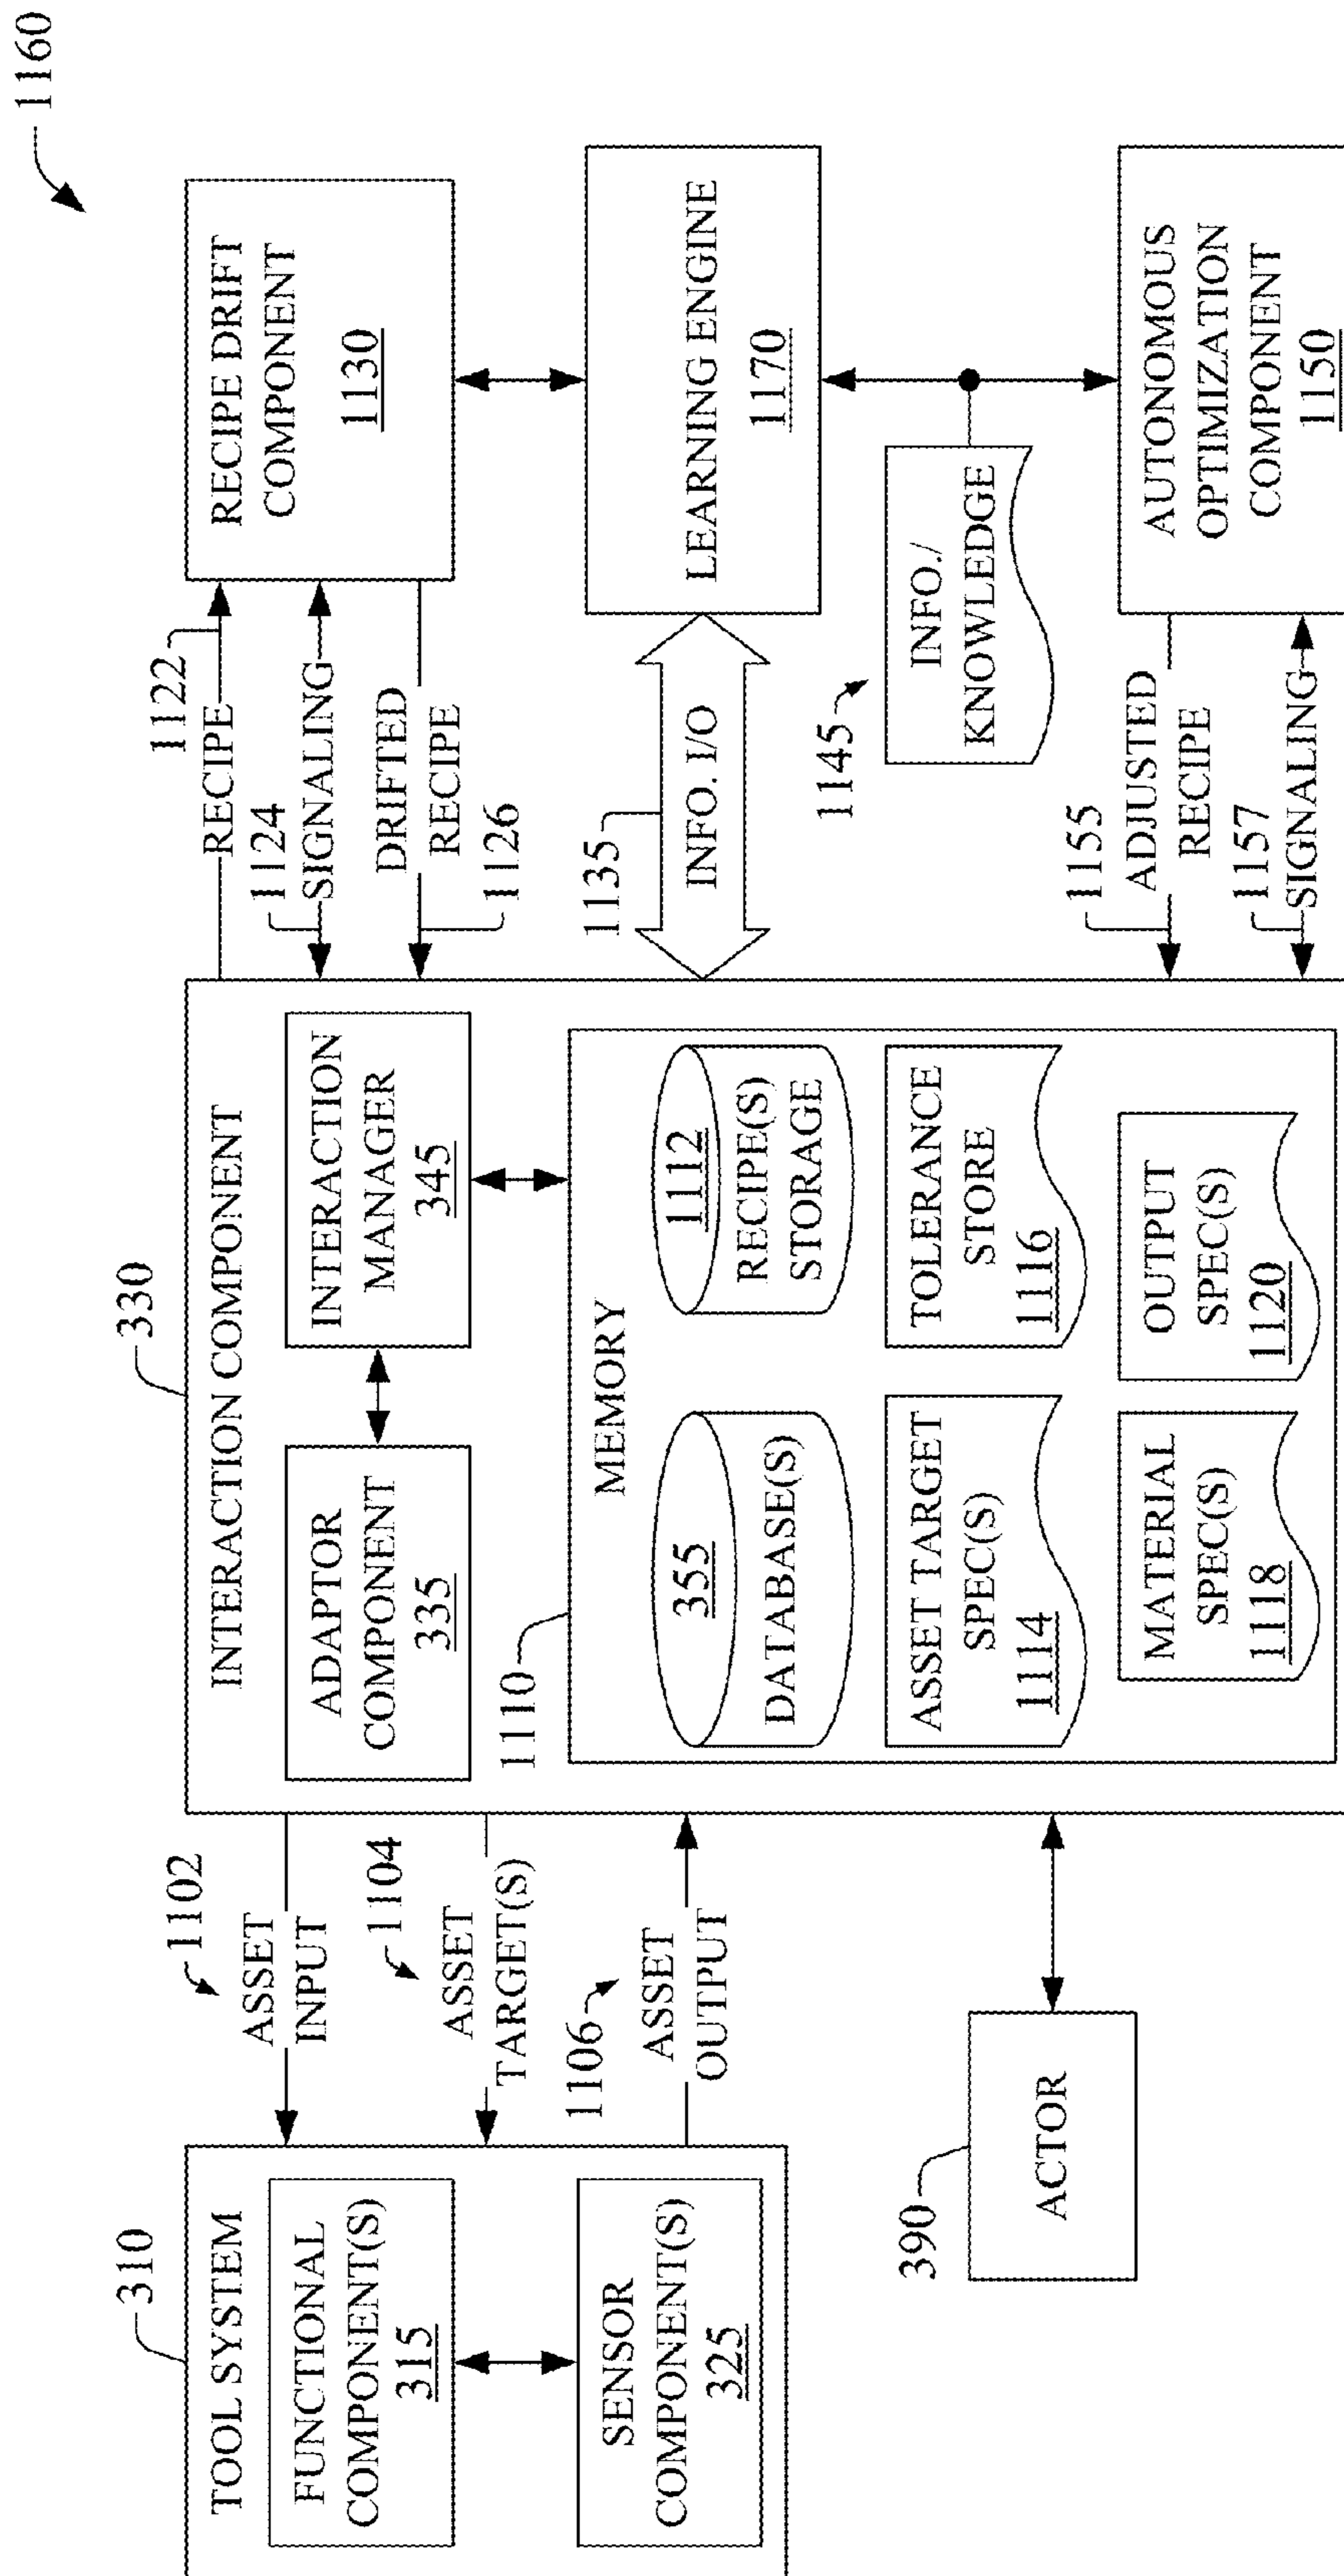 1160
310
TOOL SYSTEM
FUNCTIONAL
COMPONENT(S)
315
SENSOR
COMPONENT(S)
325
390
ACTOR
1102
ASSET
INPUT
1104
ASSET
TARGET(S)
1106
ASSET
OUTPUT
330
INTERACTION COMPONENT
ADAPTOR
COMPONENT
335
INTERACTION
MANAGER
345
1110
MEMORY
355
DATABASE(S)
1112
RECIPE(S)
STORAGE
ASSET TARGET
SPEC(S)
1114
TOLERANCE
STORE
1116
MATERIAL
SPEC(S)
1118
OUTPUT
SPEC(S)
1120
1122
RECIPE
1124
SIGNALING
DRIFTED
RECIPE
1126
1135
INFO. I/O
1145
INFO./
KNOWLEDGE
1155
ADJUSTED
RECIPE
1157
SIGNALING
RECIPE DRIFT
COMPONENT
1130
LEARNING ENGINE
1170
AUTONOMOUS
OPTIMIZATION
COMPONENT
1150